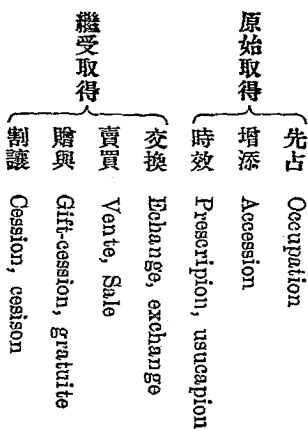 原始取得
先占 Occupation
增添 Accession
時效 Prescripion, usucapion
繼受取得
交換 Echange, exchange
賣買 Vente, Sale
贈與 Gift-cession, gratuite
割讓 Cession, cesison